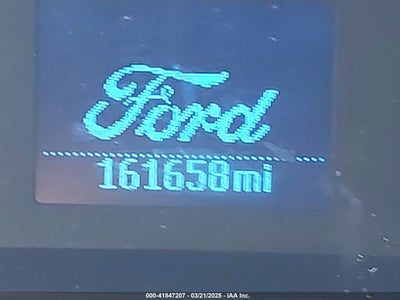 Ford
161658mi
000-41847207 - 03/21/2025 - IAA Inc.